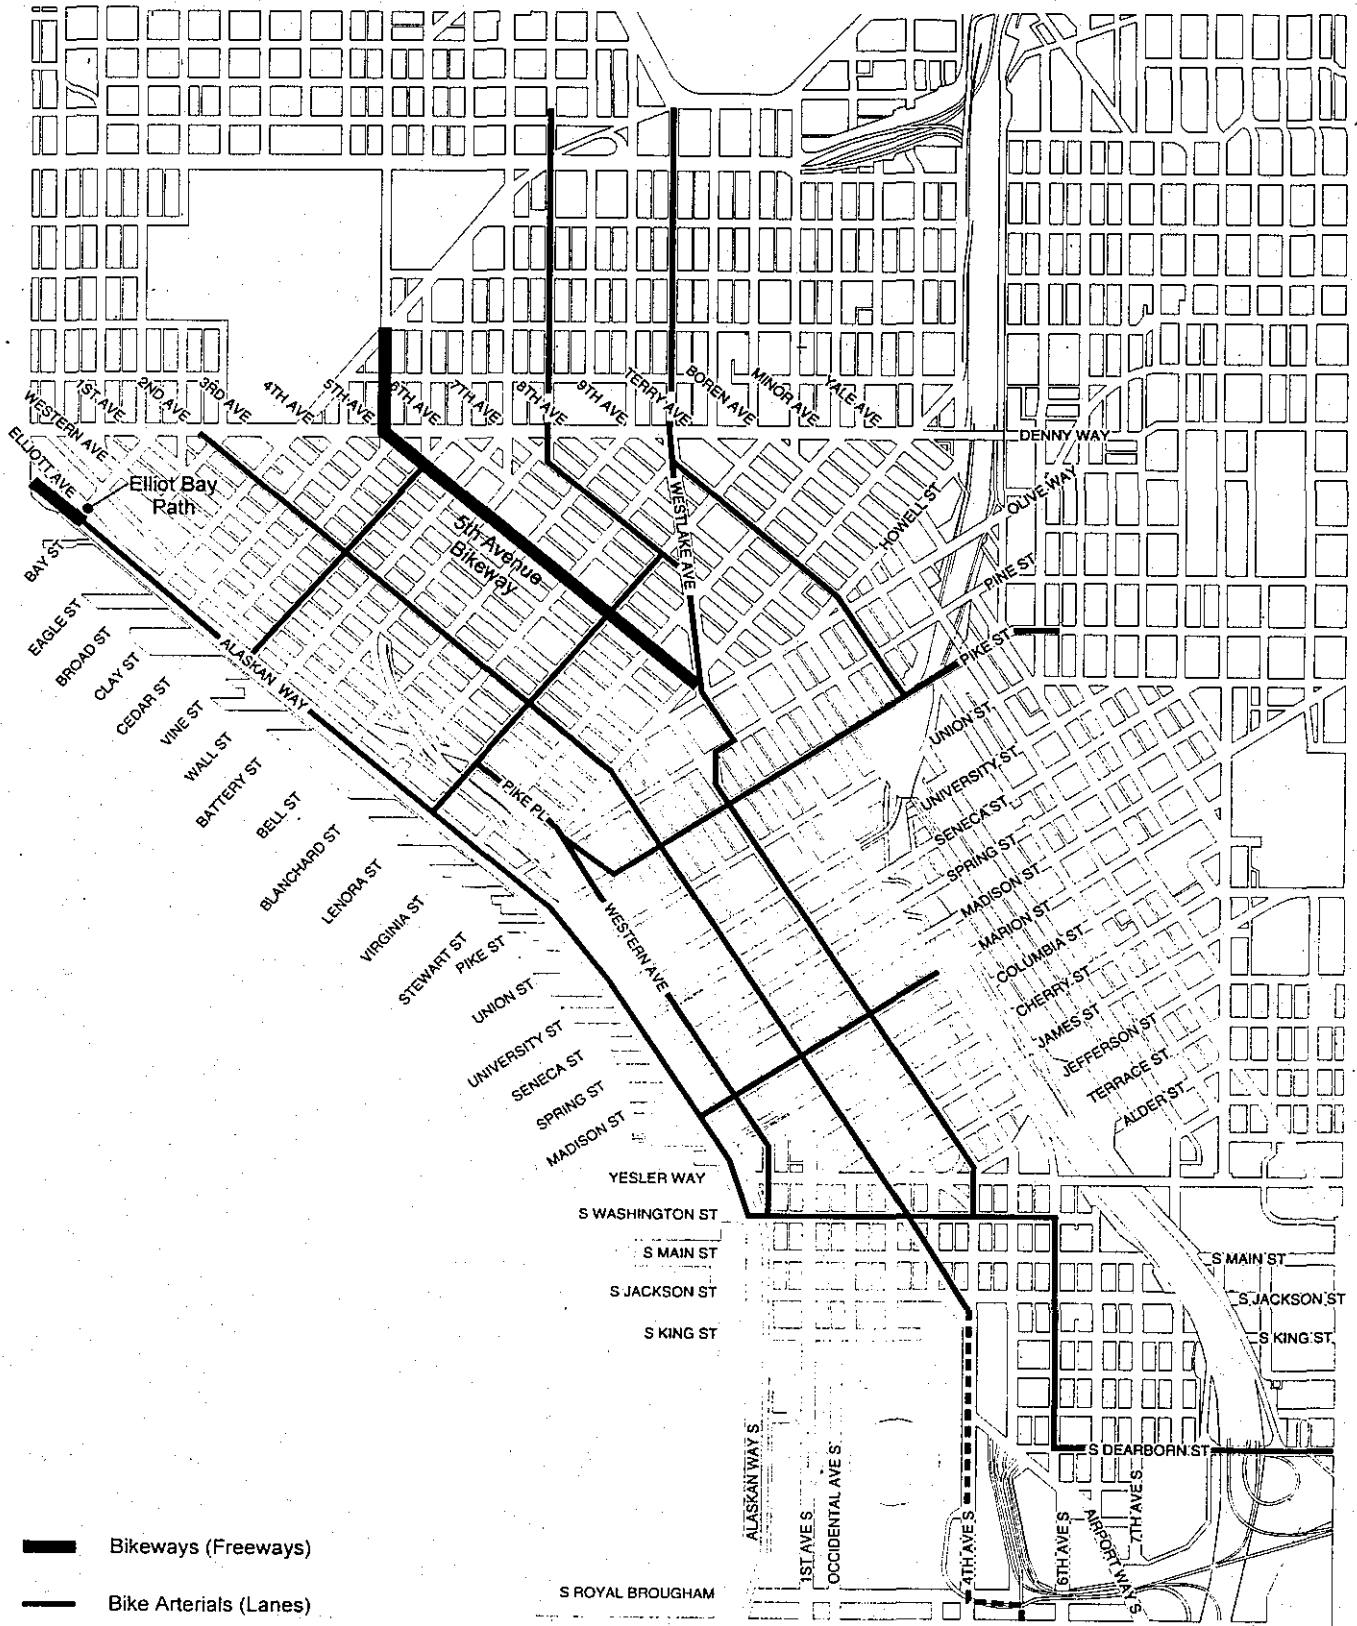 WESTERN AVE
1ST AVE
2ND AVE
3RD AVE
4TH AVE
5TH AVE
6TH AVE
7TH AVE
8TH AVE
9TH AVE
TERRY AVE
BOREN AVE
MINOR AVE
YALE AVE
ELLIOTT AVE
DENNY WAY
Elliot Bay
Path
5th Avenue
Bikeway
WESTLAKE AVE
HOWELL ST
OLIVE WAY
PINE ST
PIKE ST
BAY ST
EAGLE ST
BROAD ST
CLAY ST
CEDAR ST
VINE ST
WALL ST
BATTERY ST
BELL ST
BLANCHARD ST
LENORA ST
VIRGINIA ST
STEWART ST
PIKE ST
UNION ST
UNIVERSITY ST
SENECA ST
SPRING ST
MADISON ST
ALASKAN WAY
PIKE PL
WESTERN AVE
UNION ST
UNIVERSITY ST
SENECA ST
SPRING ST
MADISON ST
MARION ST
COLUMBIA ST
CHERRY ST
JAMES ST
JEFFERSON ST
TERRACE ST
ALDER ST
YESLER WAY
S WASHINGTON ST
S MAIN ST
S JACKSON ST
S KING ST
S MAIN ST
S JACKSON ST
S KING ST
S DEARBORN ST
ALASKAN WAY S
1ST AVE S
OCCIDENTAL AVE S
4TH AVE S
6TH AVE S
AIRPORT WAY S
7TH AVE S
S ROYAL BROUGHAM
Bikeways (Freeways)
Bike Arterials (Lanes)